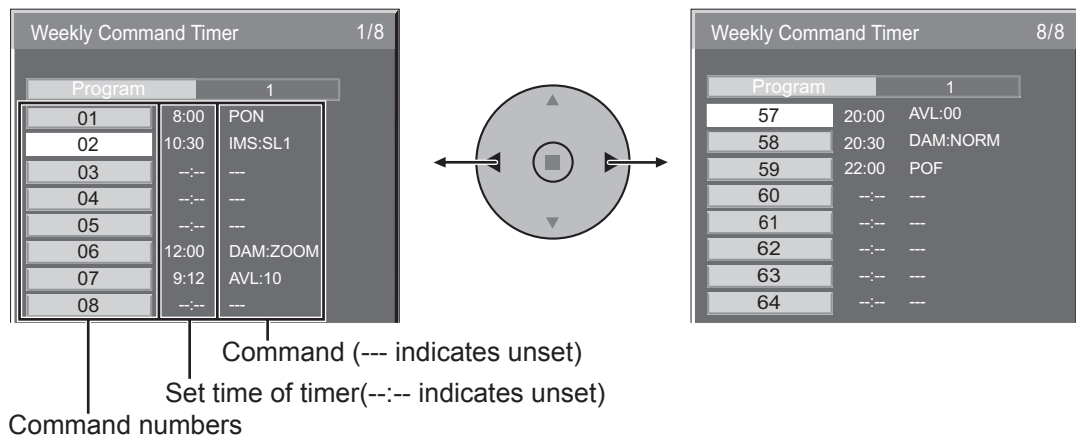 Weekly Command Timer 1/8
Program 1
01 8:00 PON
02 10:30 IMS:SL1
03 --:-- ---
04 --:-- ---
05 --:-- ---
06 12:00 DAM:ZOOM
07 9:12 AVL:10
08 --:-- ---
Command (--- indicates unset)
Set time of timer(--:-- indicates unset)
Command numbers
Weekly Command Timer 8/8
Program 1
57 20:00 AVL:00
58 20:30 DAM:NORM
59 22:00 POF
60 --:-- ---
61 --:-- ---
62 --:-- ---
63 --:-- ---
64 --:-- ---